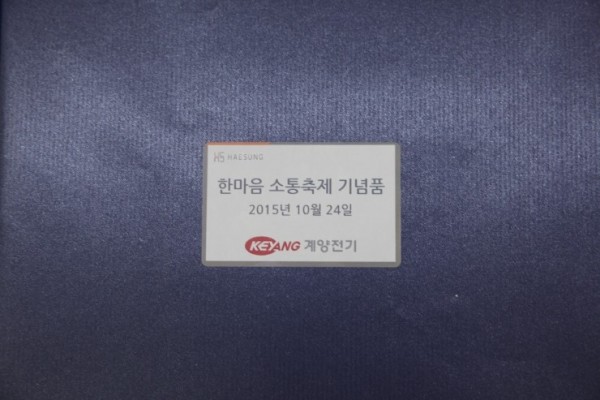 HS HAESUNG
한마음 소통축제 기념품
2015년 10월 24일
KEYANG 계양전기